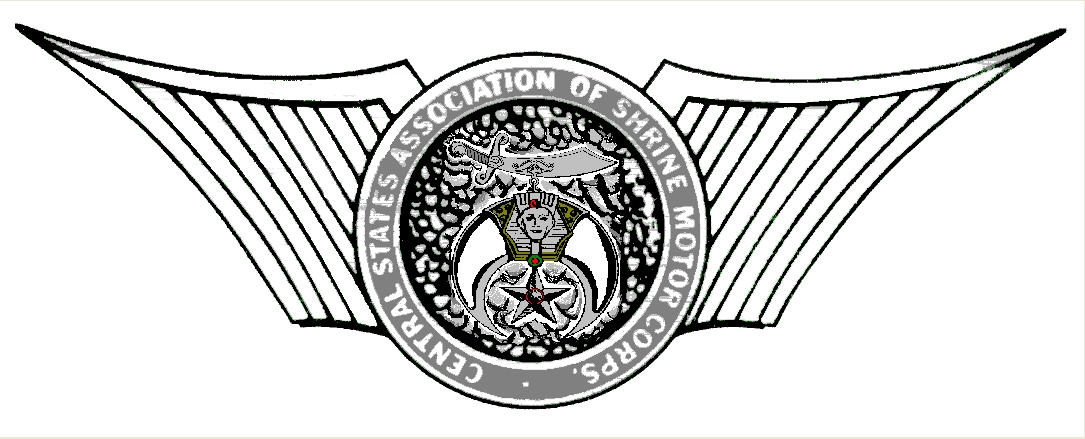 CENTRAL STATES ASSOCIATION OF SHRINE MOTOR CORPS.